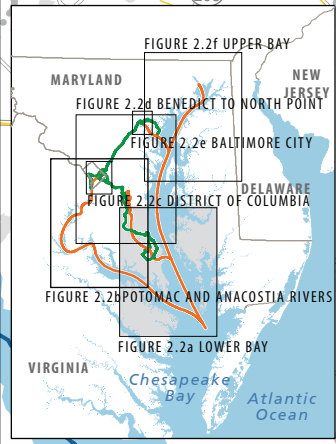 FIGURE 2.2f UPPER BAY
MARYLAND
NEW
JERSEY
FIGURE 2.2d BENEDICT TO NORTH POINT
FIGURE 2.2e BALTIMORE CITY
DELAWARE
FIGURE 2.2c DISTRICT OF COLUMBIA
FIGURE 2.2bPOTOMAC AND ANACOSTIA RIVERS
FIGURE 2.2a LOWER BAY
VIRGINIA
Chesapeake
Bay
Atlantic
Ocean